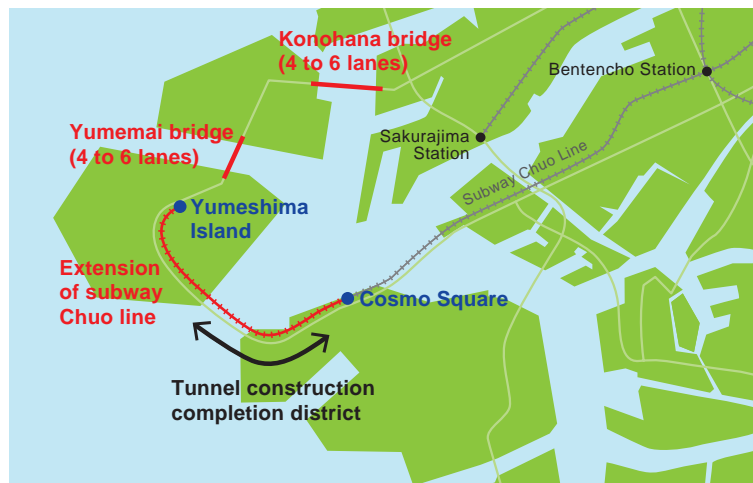 Konohana bridge
(4 to 6 lanes)
Bentencho Station
Yumemai bridge
(4 to 6 lanes)
Sakurajima
Station
Subway Chuo Line
Yumeshima
Island
Extension
of subway
Chuo line
Cosmo Square
Tunnel construction
completion district